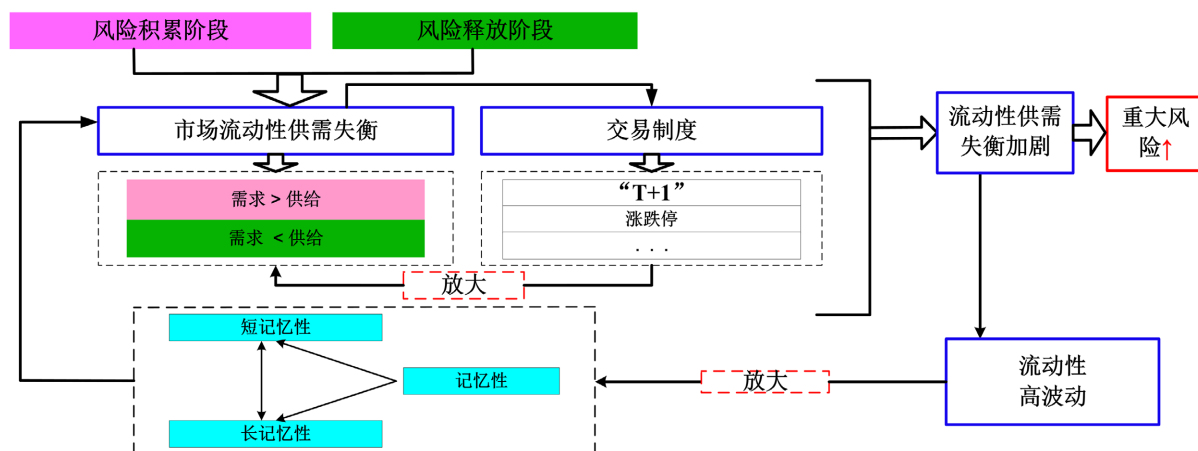 风险积累阶段
风险释放阶段
市场流动性供需失衡
交易制度
流动性供需
失衡加剧
重大风
险↑
需求 > 供给
需求 < 供给
“T+1”
涨跌停
. . .
放大
短记忆性
记忆性
长记忆性
放大
流动性
高波动